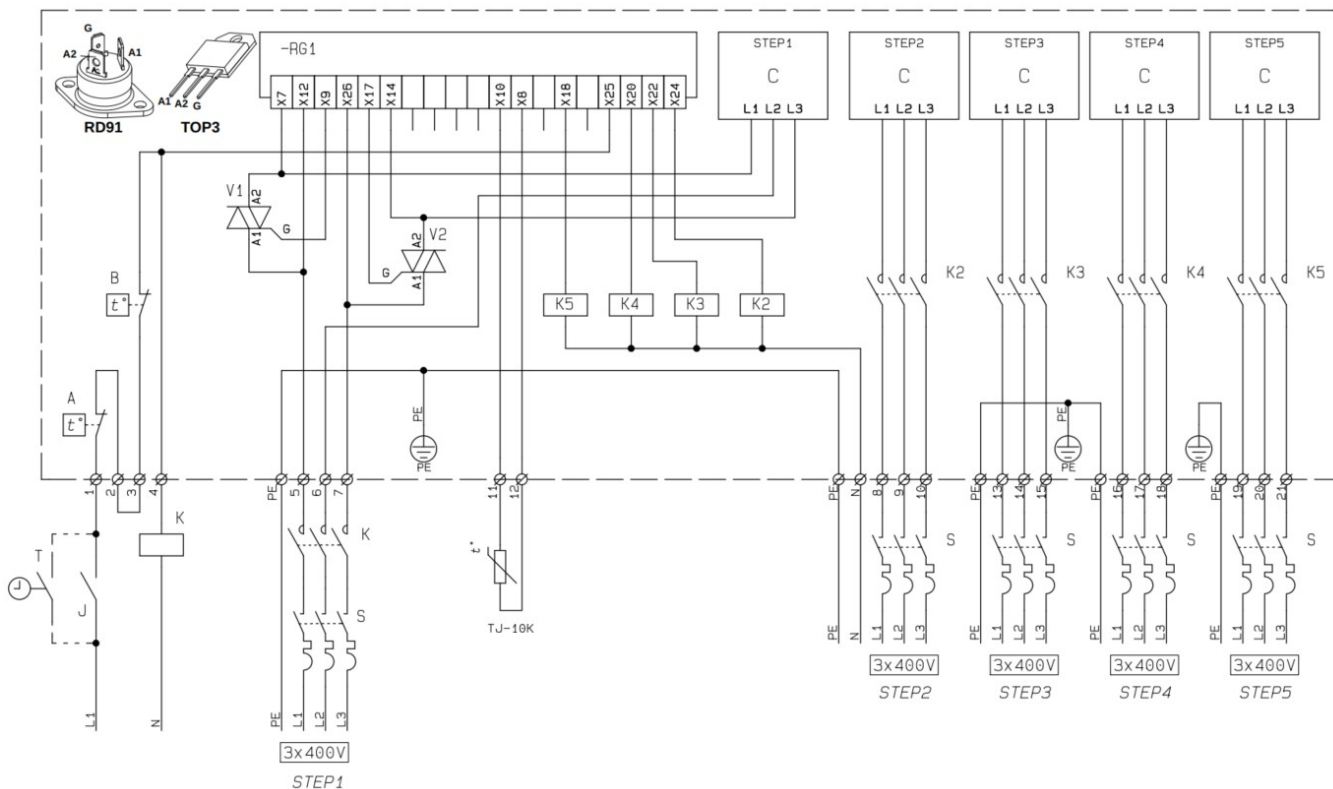 G
A2
A1
A1 A2 G
RD91
TOP3
-RG1
X7 X12 X9 X26 X17 X14 X10 X8 X18 X25 X20 X22 X24
STEP1
C
L1 L2 L3
STEP2
C
L1 L2 L3
STEP3
C
L1 L2 L3
STEP4
C
L1 L2 L3
STEP5
C
L1 L2 L3
V1
A2
A1
G
V2
A2
A1
G
B
t°
A
t°
K5
K4
K3
K2
K2
K3
K4
K5
PE
PE
PE
PE
PE
1 2 3 4 PE 5 6 7 11 12 PE N 8 9 10 PE 13 14 15 PE 16 17 18 PE 19 20 21
K
T
J
K
S
t°
TJ-10K
S
S
S
S
L1
N
PE L1 L2 L3
3x400V
STEP1
PE N L1 L2 L3
3x400V
STEP2
PE L1 L2 L3
3x400V
STEP3
PE L1 L2 L3
3x400V
STEP4
PE L1 L2 L3
3x400V
STEP5